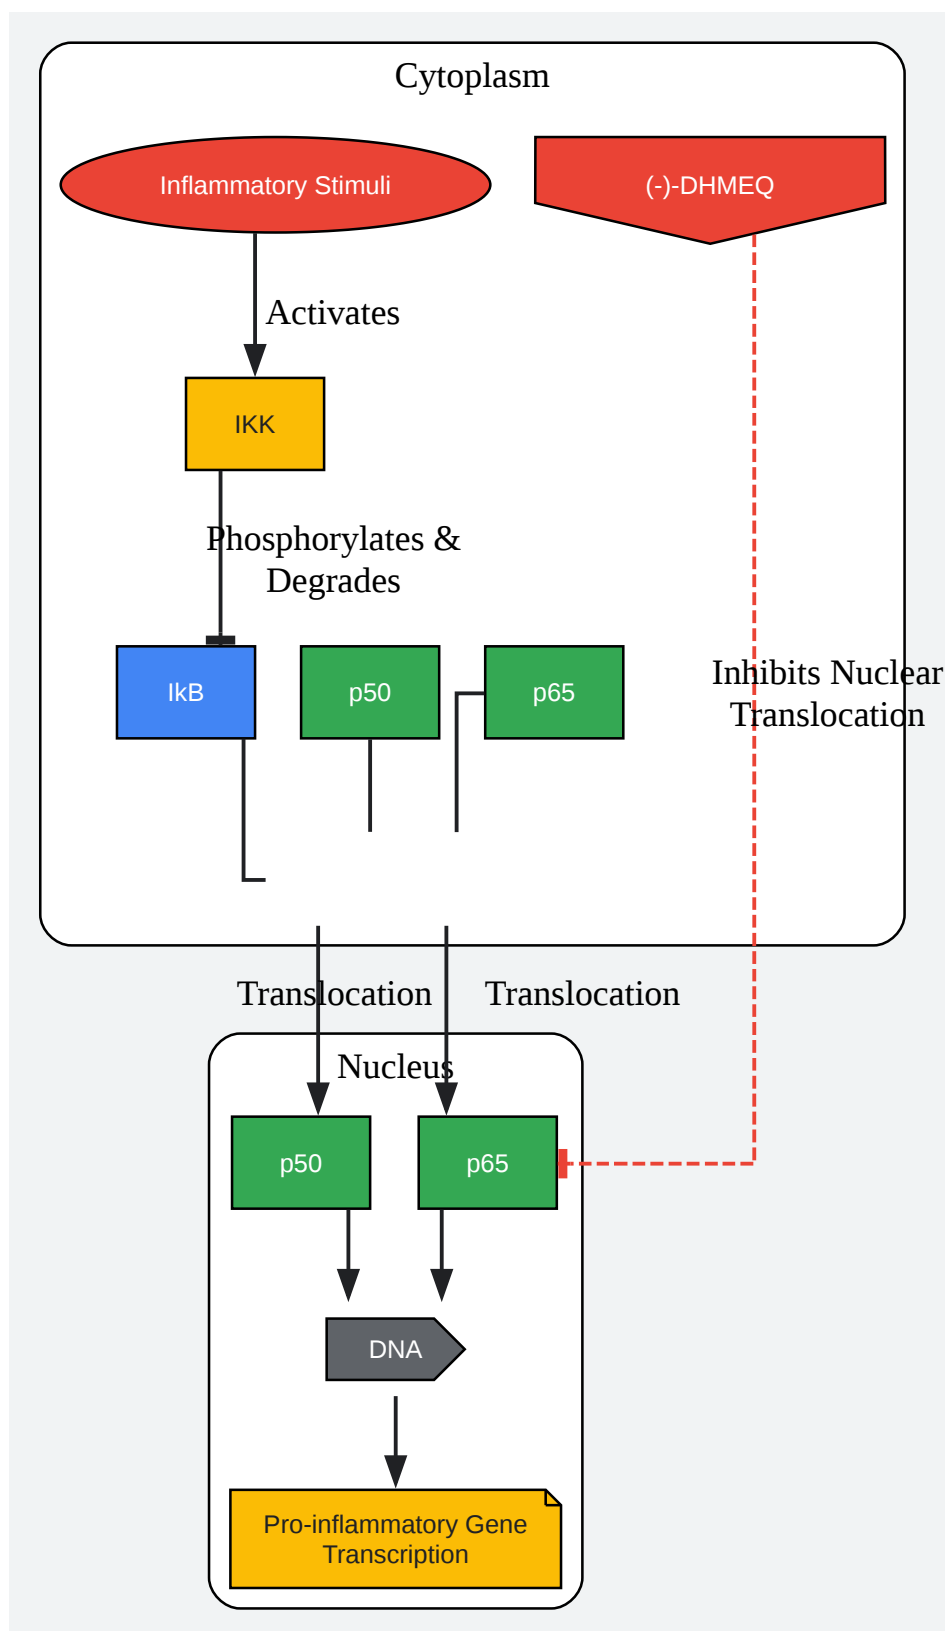 Cytoplasm
Inflammatory Stimuli
(-)-DHMEQ
Activates
IKK
Phosphorylates &
Degrades
IkB
p50
p65
Inhibits Nuclear
Translocation
Translocation
Translocation
Nucleus
p50
p65
DNA
Pro-inflammatory Gene
Transcription